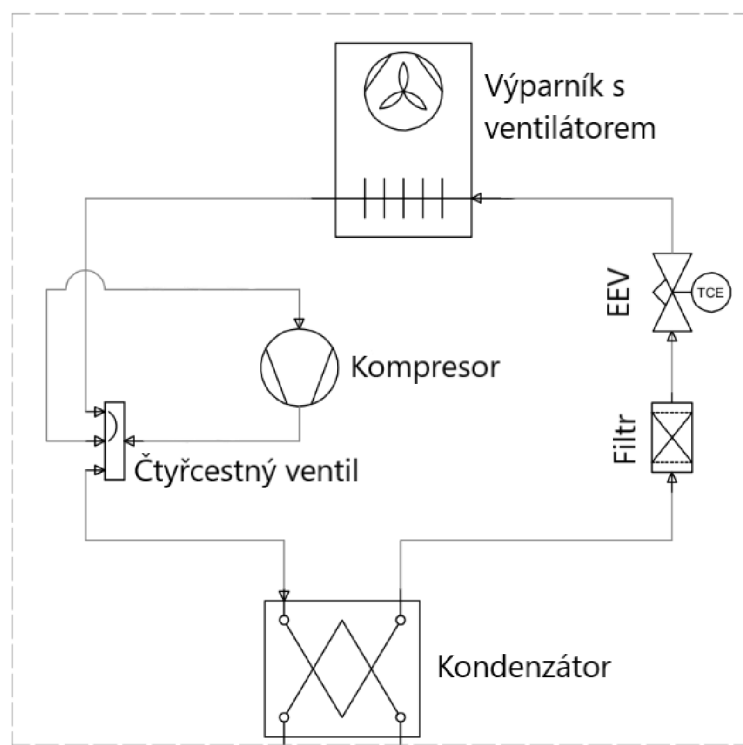 Výparník s
ventilátorem
EEV
TCE
Kompresor
Filtr
Čtyřcestný ventil
Kondenzátor